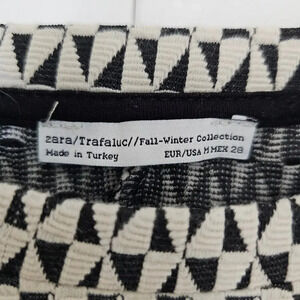 zara/Trafaluc//Fall-Winter Collection
Made in Turkey EUR/USA M MEX 28